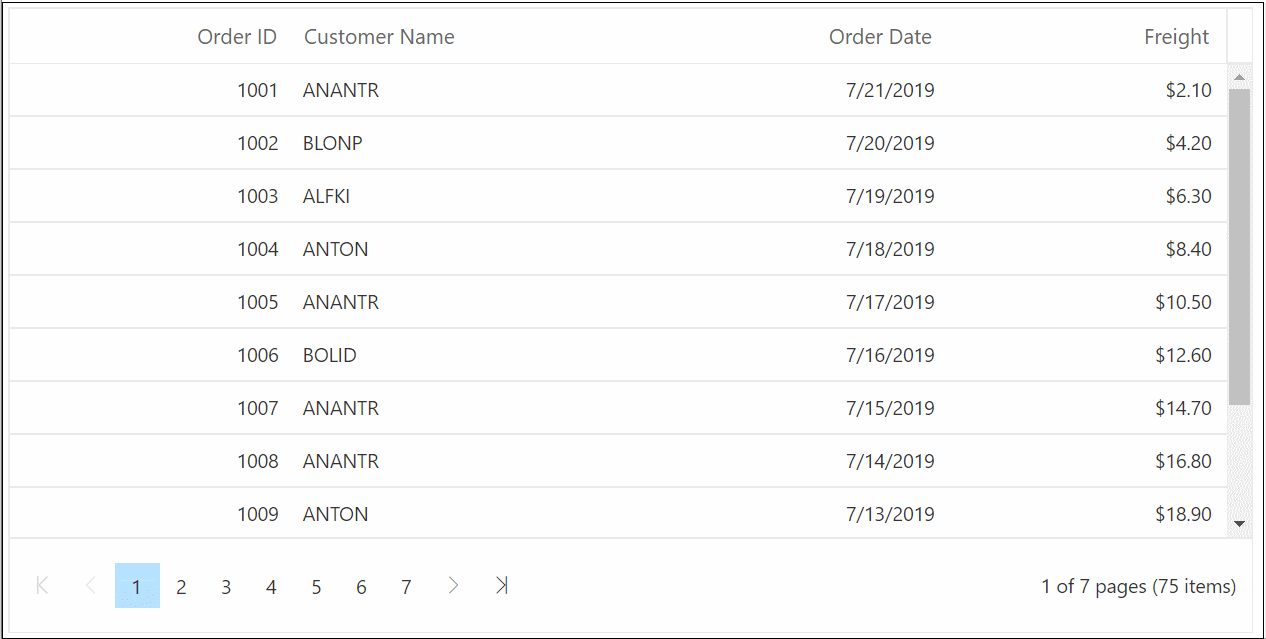 Order ID Customer Name Order Date Freight
1001 ANANTR 7/21/2019 $2.10
1002 BLONP 7/20/2019 $4.20
1003 ALFKI 7/19/2019 $6.30
1004 ANTON 7/18/2019 $8.40
1005 ANANTR 7/17/2019 $10.50
1006 BOLID 7/16/2019 $12.60
1007 ANANTR 7/15/2019 $14.70
1008 ANANTR 7/14/2019 $16.80
1009 ANTON 7/13/2019 $18.90
1 2 3 4 5 6 7 1 of 7 pages (75 items)